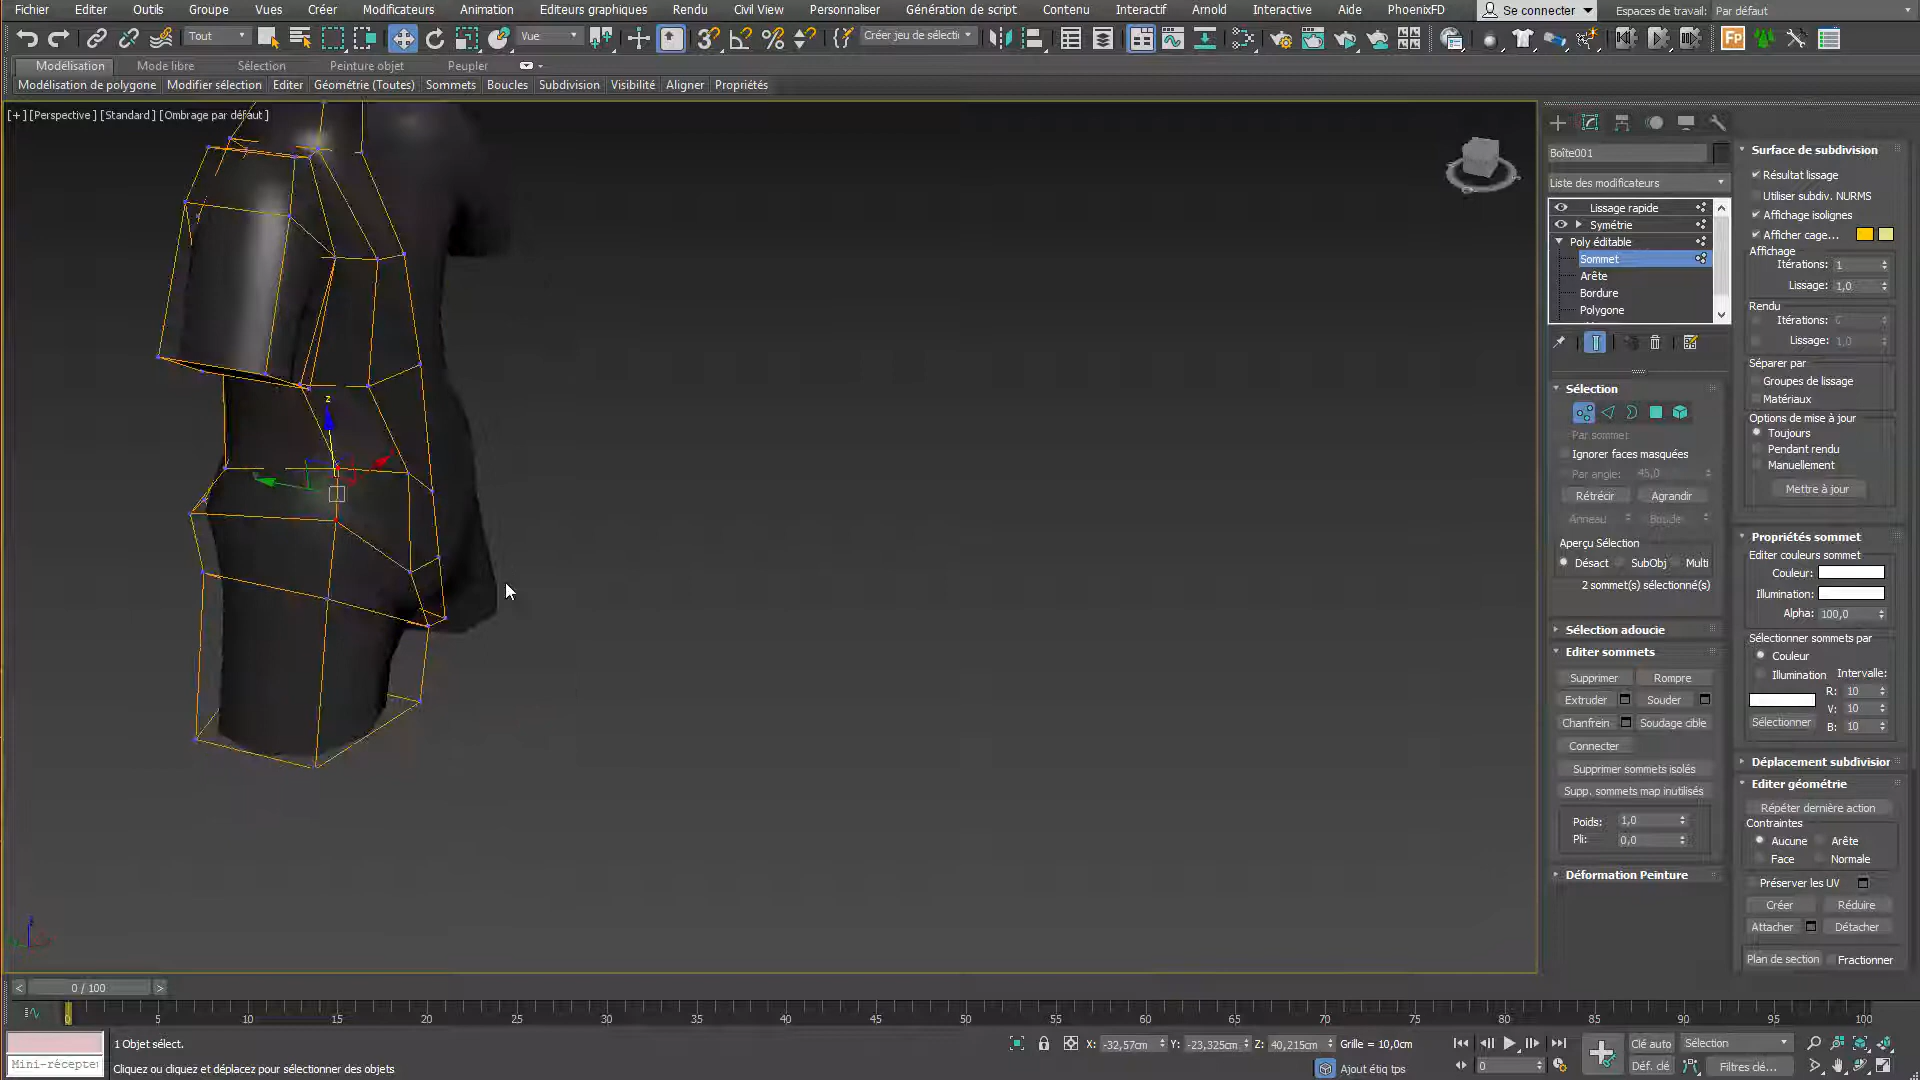 Fichier Editer Outils Groupe Vues Créer Modificateurs Animation Editeurs graphiques Rendu Civil View Personnaliser Génération de script Contenu Interactif Arnold Interactive Aide PhoenixFD Se connecter Espaces de travail: Par défaut
Tout Vue Créer jeu de sélecti
Modélisation Mode libre Sélection Peinture objet Peupler
Modélisation de polygone Modifier sélection Editer Géométrie (Toutes) Sommets Boucles Subdivision Visibilité Aligner Propriétés
[+] [Perspective] [Standard] [Ombrage par défaut]
z
Boîte001
Liste des modificateurs
Lissage rapide
Symétrie
Poly éditable
Sommet
Arête
Bordure
Polygone
Sélection
Par sommet
Ignorer faces masquées
Par angle: 45,0
Rétrécir Agrandir
Anneau Boucle
Aperçu Sélection
Désact SubObj Multi
2 sommet(s) sélectionné(s)
Sélection adoucie
Editer sommets
Supprimer Rompre
Extruder Souder
Chanfrein Soudage cible
Connecter
Supprimer sommets isolés
Supp. sommets map inutilisés
Poids: 1,0
Pli: 0,0
Déformation Peinture
Surface de subdivision
Résultat lissage
Utiliser subdiv. NURMS
Affichage isolignes
Afficher cage...
Affichage
Itérations: 1
Lissage: 1,0
Rendu
Itérations:
Lissage: 1,0
Séparer par
Groupes de lissage
Matériaux
Options de mise à jour
Toujours
Pendant rendu
Manuellement
Mettre à jour
Propriétés sommet
Editer couleurs sommet
Couleur:
Illumination:
Alpha: 100,0
Sélectionner sommets par
Couleur
Illumination Intervalle:
R: 10
V: 10
Sélectionner B: 10
Déplacement subdivision
Editer géométrie
Répéter dernière action
Contraintes
Aucune Arête
Face Normale
Préserver les UV
Créer Réduire
Attacher Détacher
Plan de section Fractionner
< 0 / 100 >
0 5 10 15 20 25 30 35 40 45 50 55 60 65 70 75 80 85 90 95 100
1 Objet sélect. X: -32,57cm Y: -23,325cm Z: 40,215cm Grille = 10,0cm Clé auto Sélection
Mini-récepte Cliquez ou cliquez et déplacez pour sélectionner des objets Ajout étiq tps 0 Déf. clé Filtres clé...